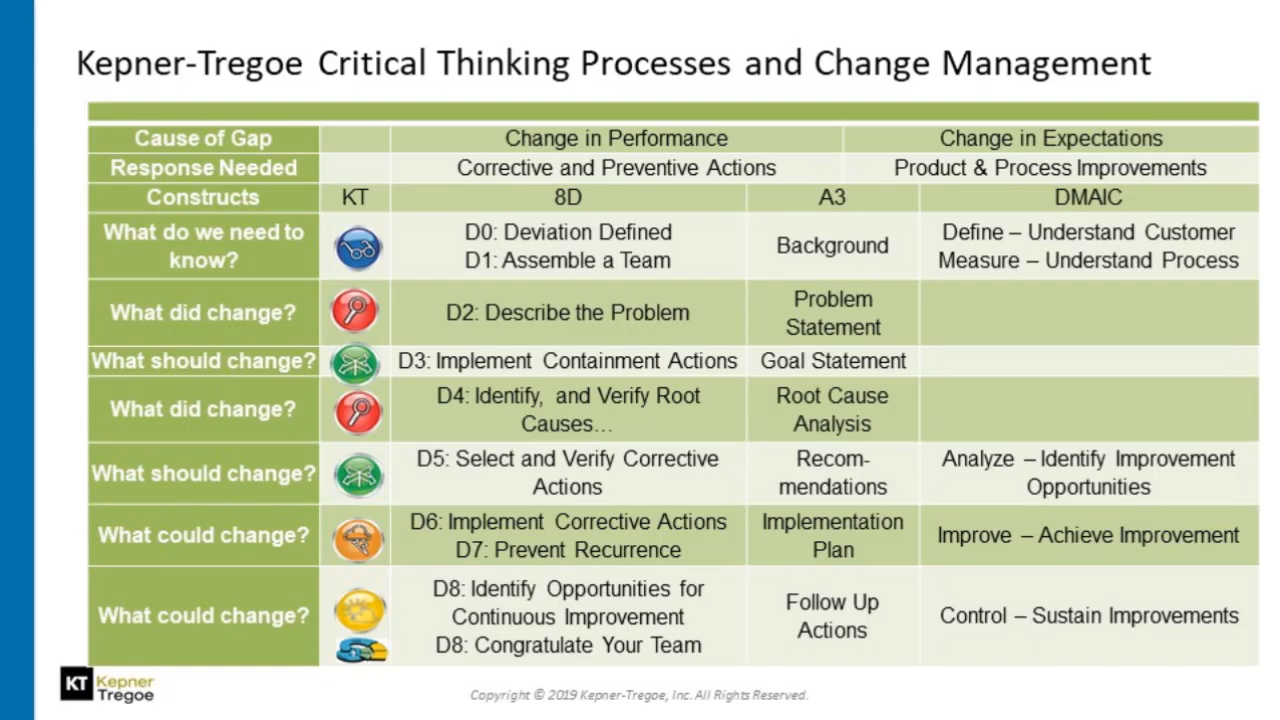 Kepner-Tregoe Critical Thinking Processes and Change Management
Cause of Gap Change in Performance Change in Expectations
Response Needed Corrective and Preventive Actions Product & Process Improvements
Constructs KT 8D A3 DMAIC
What do we need to
know?
D0: Deviation Defined
D1: Assemble a Team
Background
Define – Understand Customer
Measure – Understand Process
What did change?
D2: Describe the Problem
Problem
Statement
What should change? D3: Implement Containment Actions Goal Statement
What did change?
D4: Identify, and Verify Root
Causes…
Root Cause
Analysis
What should change?
D5: Select and Verify Corrective
Actions
Recom-
mendations
Analyze – Identify Improvement
Opportunities
What could change?
D6: Implement Corrective Actions
D7: Prevent Recurrence
Implementation
Plan
Improve – Achieve Improvement
What could change?
D8: Identify Opportunities for
Continuous Improvement
D8: Congratulate Your Team
Follow Up
Actions
Control – Sustain Improvements
KT Kepner
Tregoe
Copyright © 2019 Kepner-Tregoe, Inc. All Rights Reserved.